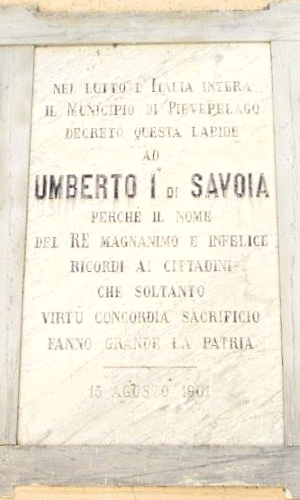 NEL LUTTO E ITALIA INTERA
IL MUNICIPIO DI PIEVEPELAGO
DECRETÒ QUESTA LAPIDE
AD
UMBERTO I° DI SAVOIA
PERCHÈ IL NOME
DEL RE MAGNANIMO E INFELICE
RICORDI AI CITTADINI
CHE SOLTANTO
VIRTÙ CONCORDIA SACRIFICIO
FANNO GRANDE LA PATRIA.
15 AGOSTO 1901